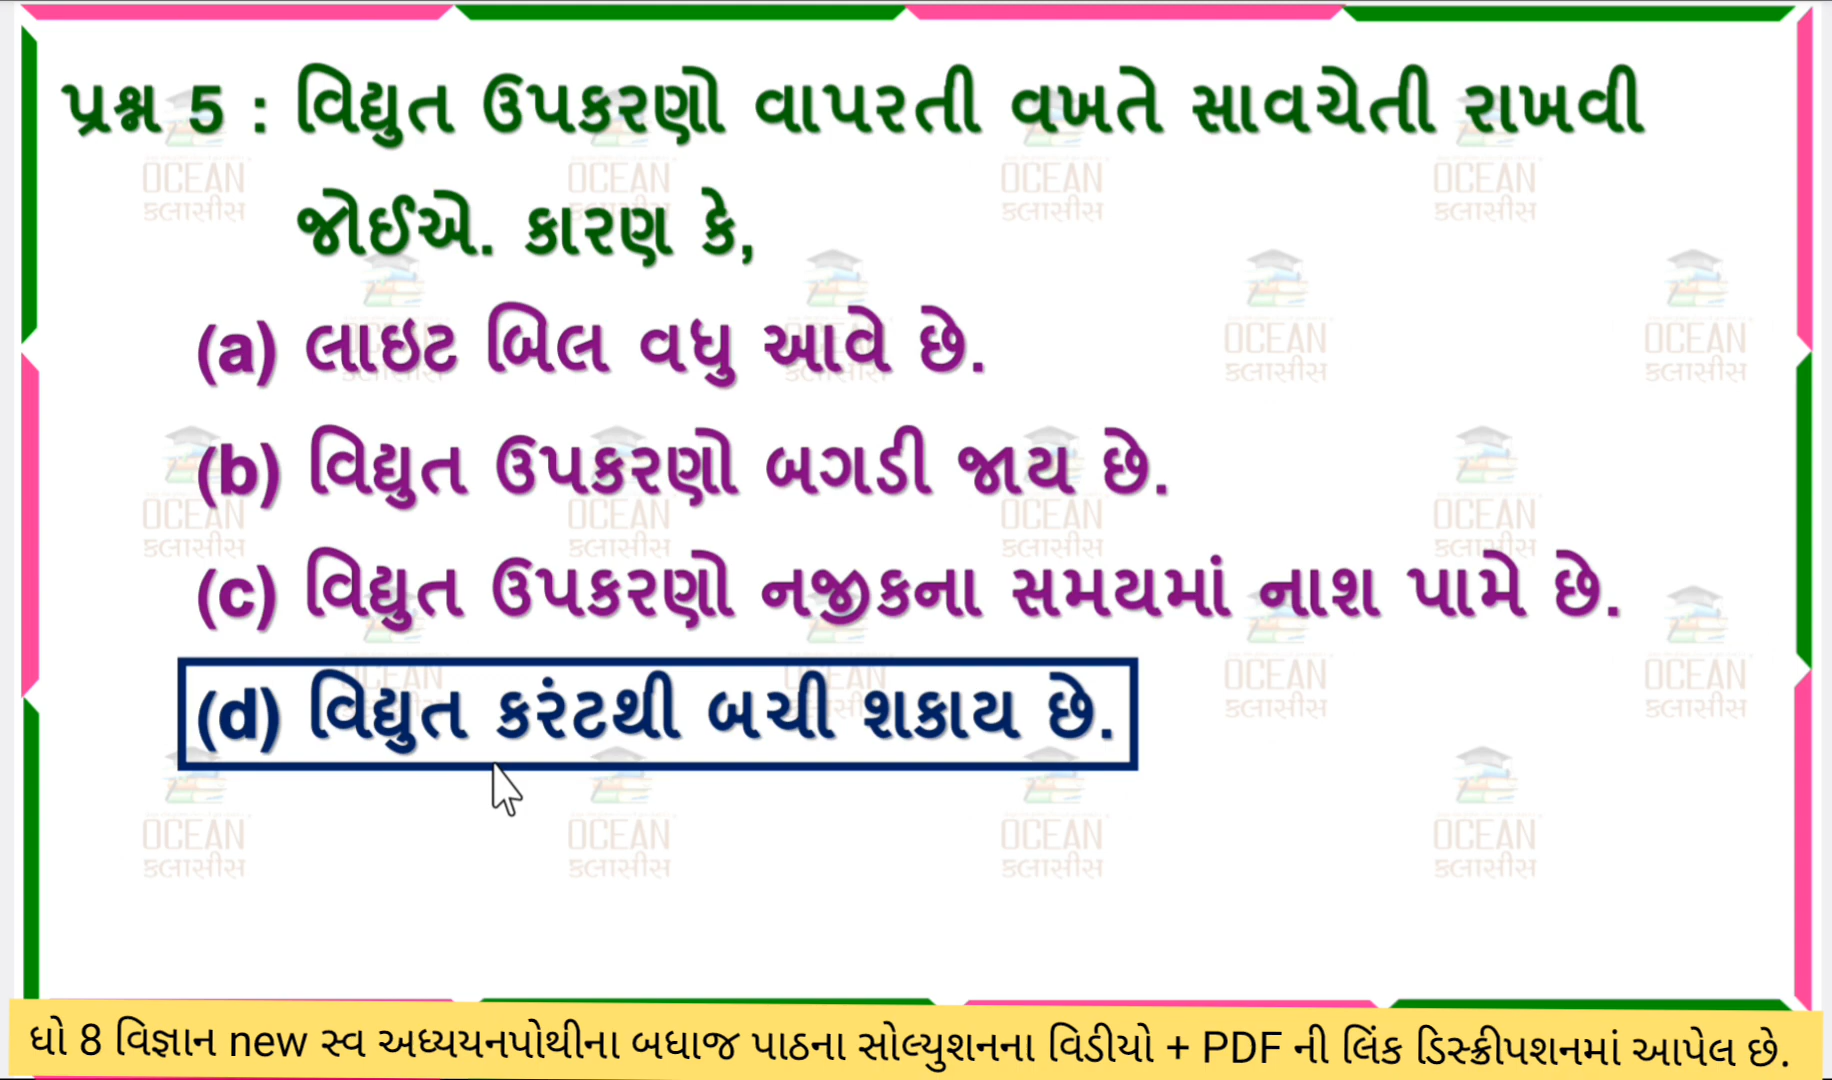 પ્રશ્ન 5 : વિદ્યુત ઉપકરણો વાપરતી વખતે સાવચેતી રાખવી
જોઈએ. કારણ કે,
(a) લાઇટ બિલ વધુ આવે છે.
(b) વિદ્યુત ઉપકરણો બગડી જાય છે.
(c) વિદ્યુત ઉપકરણો નજીકના સમયમાં નાશ પામે છે.
(d) વિદ્યુત કરંટથી બચી શકાય છે.
OCEAN
ક્લાસીસ
ધો 8 વિજ્ઞાન new સ્વ અધ્યયનપોથીના બધાજ પાઠના સોલ્યુશનના વિડીયો + PDF ની લિંક ડિસ્ક્રીપશનમાં આપેલ છે.